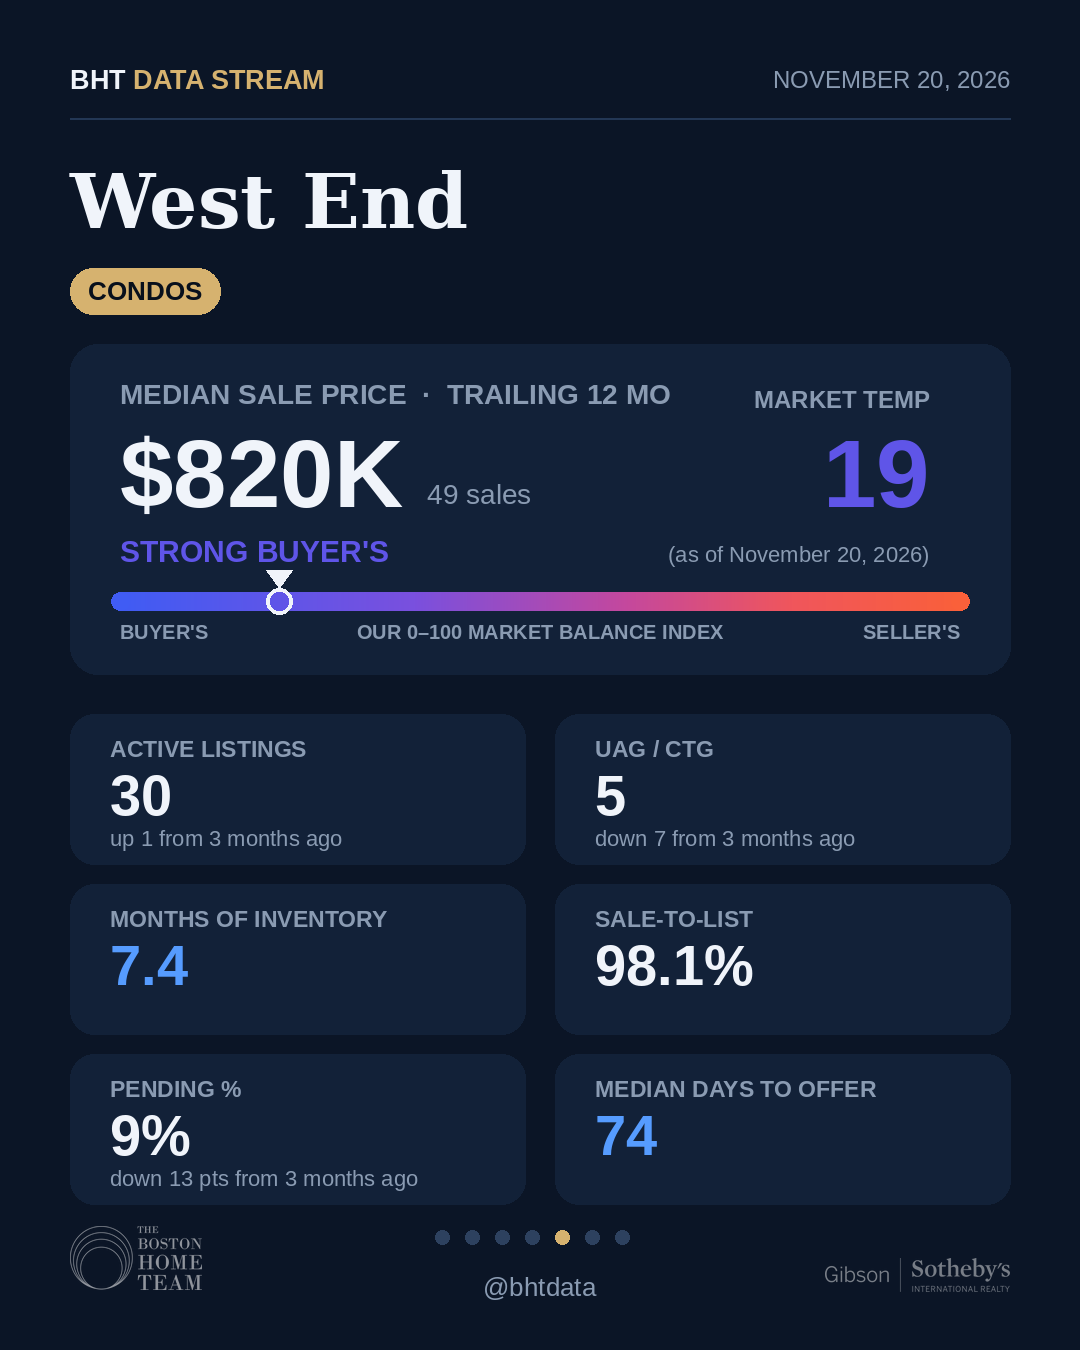 BHT DATA STREAM
NOVEMBER 20, 2026
West End
CONDOS
MEDIAN SALE PRICE · TRAILING 12 MO
MARKET TEMP
$820K 49 sales
19
STRONG BUYER'S
(as of November 20, 2026)
BUYER'S
OUR 0–100 MARKET BALANCE INDEX
SELLER'S
ACTIVE LISTINGS
30
up 1 from 3 months ago
UAG / CTG
5
down 7 from 3 months ago
MONTHS OF INVENTORY
7.4
SALE-TO-LIST
98.1%
PENDING %
9%
down 13 pts from 3 months ago
MEDIAN DAYS TO OFFER
74
THE
BOSTON
HOME
TEAM
@bhtdata
Gibson
Sotheby's
INTERNATIONAL REALTY